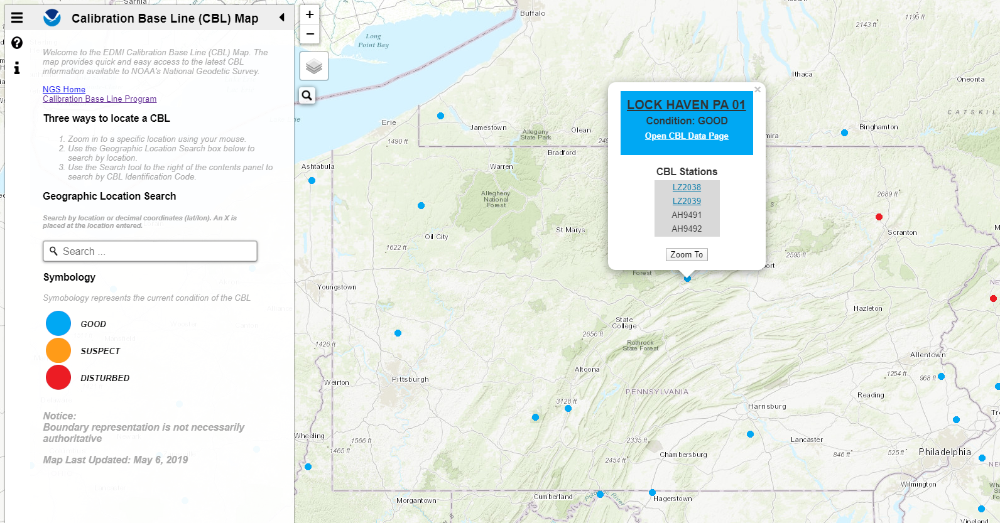 Calibration Base Line (CBL) Map
Welcome to the EDMI Calibration Base Line (CBL) Map. The
map provides quick and easy access to the latest CBL
information available to NOAA's National Geodetic Survey.
NGS Home
Calibration Base Line Program
Three ways to locate a CBL
1. Zoom in to a specific location using your mouse.
2. Use the Geographic Location Search box below to
search by location.
3. Use the Search tool to the right of the contents panel to
search by CBL Identification Code.
Geographic Location Search
Search by location or decimal coordinates (lat/lon). An X is
placed at the location entered.
Search ...
Symbology
Symobology represents the current condition of the CBL
GOOD
SUSPECT
DISTURBED
Notice:
Boundary representation is not necessarily
authoritative
Map Last Updated: May 6, 2019
+
−
LOCK HAVEN PA 01
Condition: GOOD
Open CBL Data Page
×
CBL Stations
LZ2038
LZ2039
AH9491
AH9492
Zoom To
Buffalo
1195 ft
2143 ft
Long
Point Bay
Ithaca
Oneonta
CATSKIL
Erie
Jamestown
Allegany
State Park
Olean
mira
Binghamton
1490 ft
Bradford
Ashtabula
Warren
Allegheny
National
Forest
2689 ft
St Marys
Scranton
Oil City
1622 ft
2595 ft
port
Forest
Youngstown
Hazleton
State
College
2656 ft
Rothrock
State Forest
1426 ft
Allentown
Altoona
1254 ft
968 ft
Weirton
Pittsburgh
PENNSYLVANIA
Reading
3128 ft
Harrisburg
Wheeling
1566 ft
1465 ft
2335 ft
Lancaster
Chambersburg
846 ft
525 ft
Philadelphia
2454 ft
Wilmington
Cumberland
Hagerstown
Morgantown
Vineland